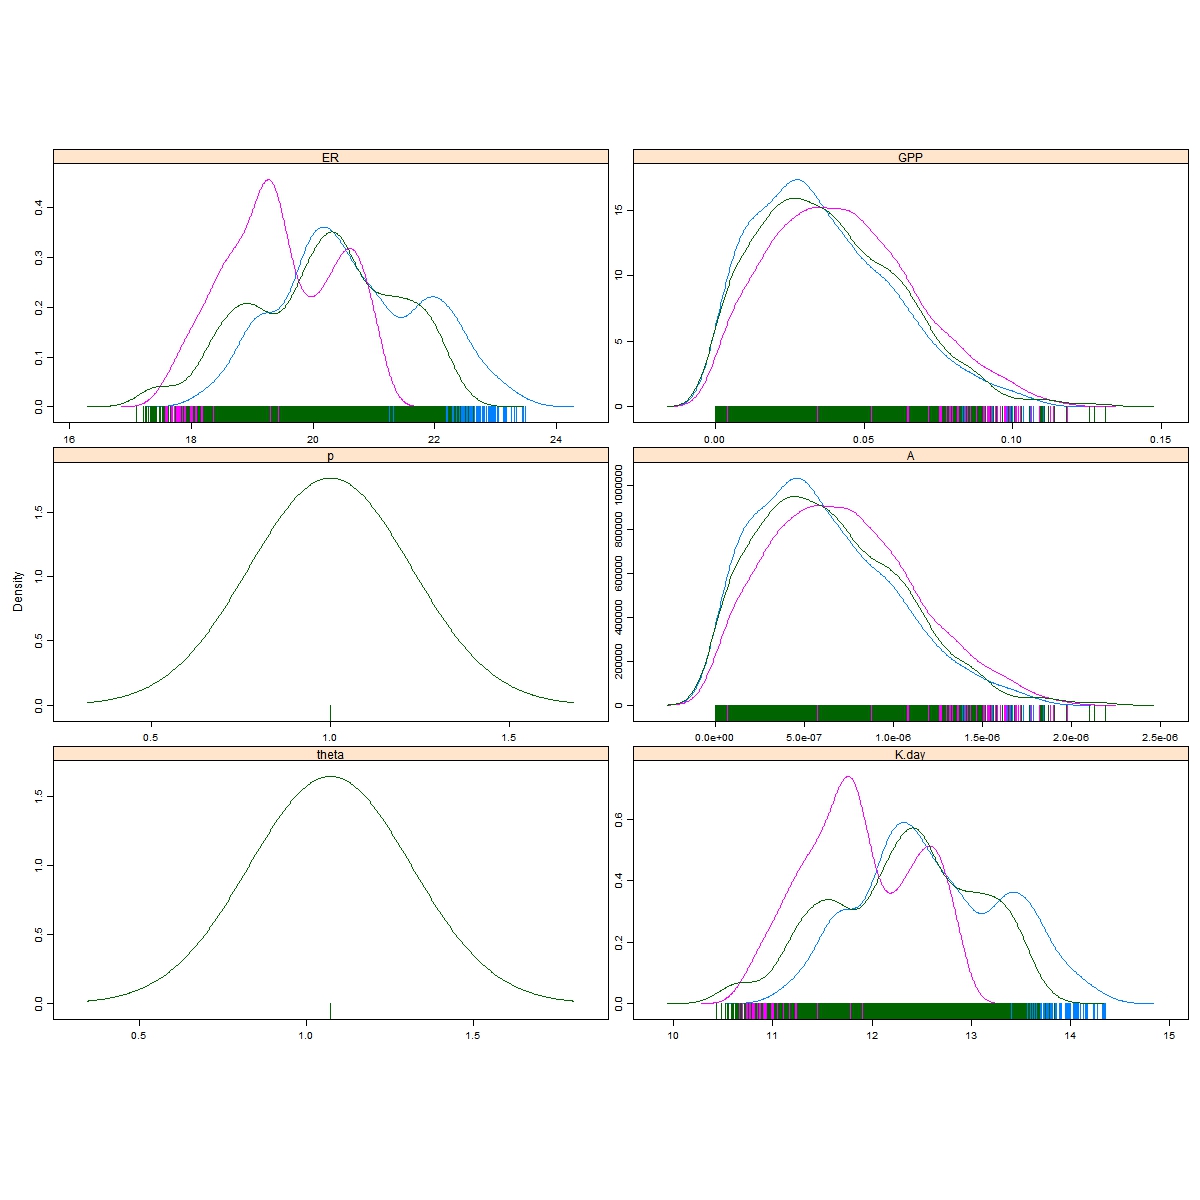 ER
0.0 0.1 0.2 0.3 0.4
16 18 20 22 24
GPP
0 5 10 15
0.00 0.05 0.10 0.15
p
0.0 0.5 1.0 1.5
0.5 1.0 1.5
A
0 200000 400000 600000 800000 1000000
0.0e+00 5.0e-07 1.0e-06 1.5e-06 2.0e-06 2.5e-06
Density
theta
0.0 0.5 1.0 1.5
0.5 1.0 1.5
K.day
0.0 0.2 0.4 0.6
10 11 12 13 14 15